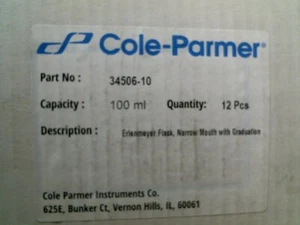 Cole-Parmer®
Part No : 34506-10
Capacity : 100 ml Quantity: 12 Pcs
Description : Erlenmeyer Flask, Narrow Mouth with Graduation
Cole Parmer Instruments Co.
625E, Bunker Ct, Vernon Hills, IL, 60061